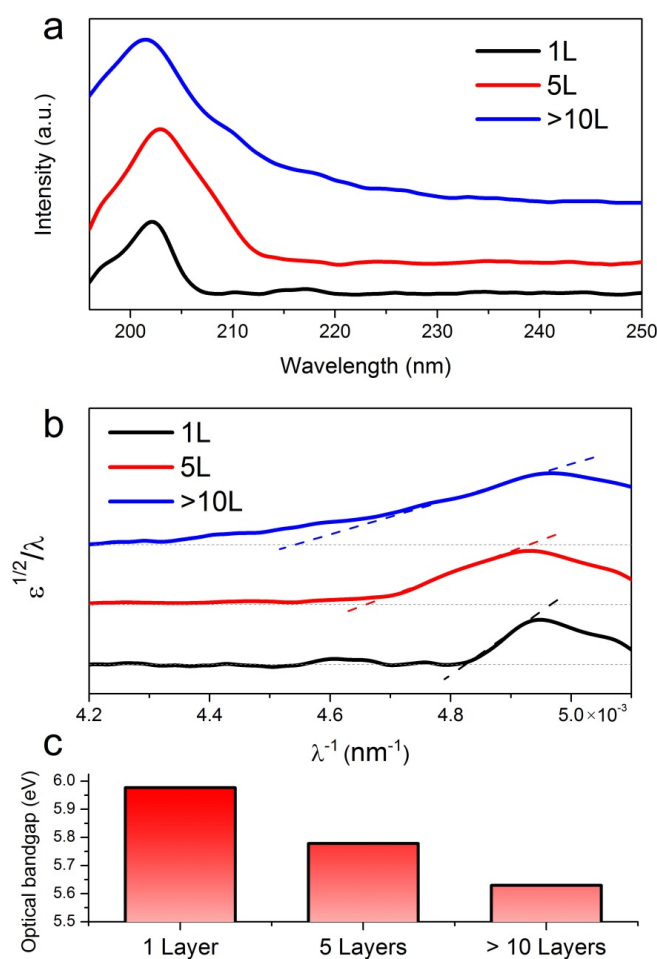 a
1L
5L
>10L
Intensity (a.u.)
200 210 220 230 240 250
Wavelength (nm)
b
1L
5L
>10L
ε^1/2/λ
4.2 4.4 4.6 4.8 5.0×10^-3
λ^-1 (nm^-1)
c
Optical bandgap (eV)
6.0
5.9
5.8
5.7
5.6
5.5
1 Layer 5 Layers > 10 Layers